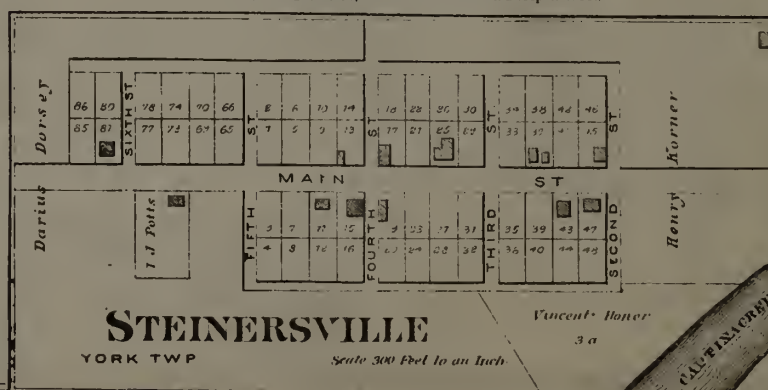 Darius Dorsey
86 80 78 74 70 66 6 10 14 18 22 26 30 34 38 42 46
85 81 77 73 69 65 5 9 13 17 21 25 29 33 37 41
SIXTH ST
MAIN ST
I J Potts
3 7 11 15 23 27 31 35 39 43 47
4 8 12 16 20 24 28 32 36 40 44 48
FIFTH ST
FOURTH ST
THIRD ST
SECOND ST
Henry Korner
STEINERSVILLE
YORK TWP
Scale 300 Feet to an Inch
Vincent Honer
3 a
CAPTINA CREEK